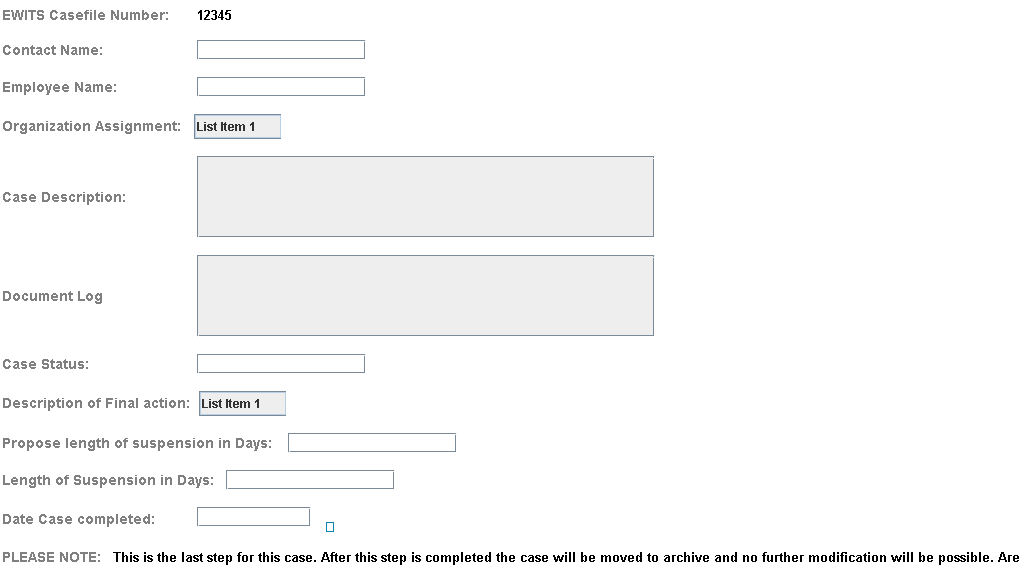 EWITS Casefile Number: 12345
Contact Name:
Employee Name:
Organization Assignment: List Item 1
Case Description:
Document Log
Case Status:
Description of Final action: List Item 1
Propose length of suspension in Days:
Length of Suspension in Days:
Date Case completed:
PLEASE NOTE: This is the last step for this case. After this step is completed the case will be moved to archive and no further modification will be possible. Are